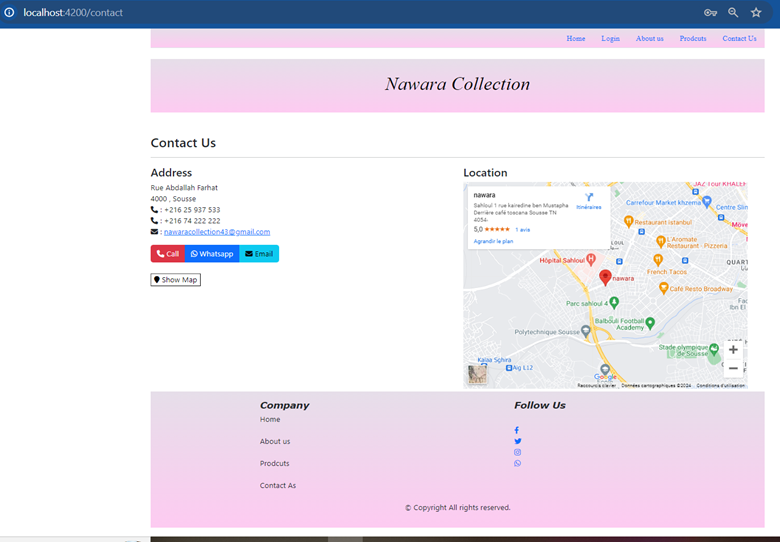 localhost:4200/contact
Home Login About us Prodcuts Contact Us
Nawara Collection
Contact Us
Address
Rue Abdallah Farhat
4000 , Sousse
: +216 25 937 533
: +216 74 222 222
: nawaracollection43@gmail.com
Call Whatsapp Email
Show Map
Location
nawara
Sahloul 1 rue kairedine ben Mustapha
Derrière café toscana Sousse TN
4054
5,0 1 avis
Agrandir le plan
Itinéraires
JAZ Tour KHALEF
Carrefour Market khzema
Restaurant Istanbul
L'Aromate
Restaurant - Pizzeria
French Tacos
Hôpital Sahloul
nawara
Cafe Resto Broadway
Parc sahloul 4
Balbouli Football
Academy
Polytechnique Sousse
Stade olympique
de Sousse
Kalaa Sghira
Aig L12
Google
Raccourcis clavier Données cartographiques ©2024 Conditions d'utilisation
Company
Home
About us
Prodcuts
Contact As
Follow Us
© Copyright All rights reserved.